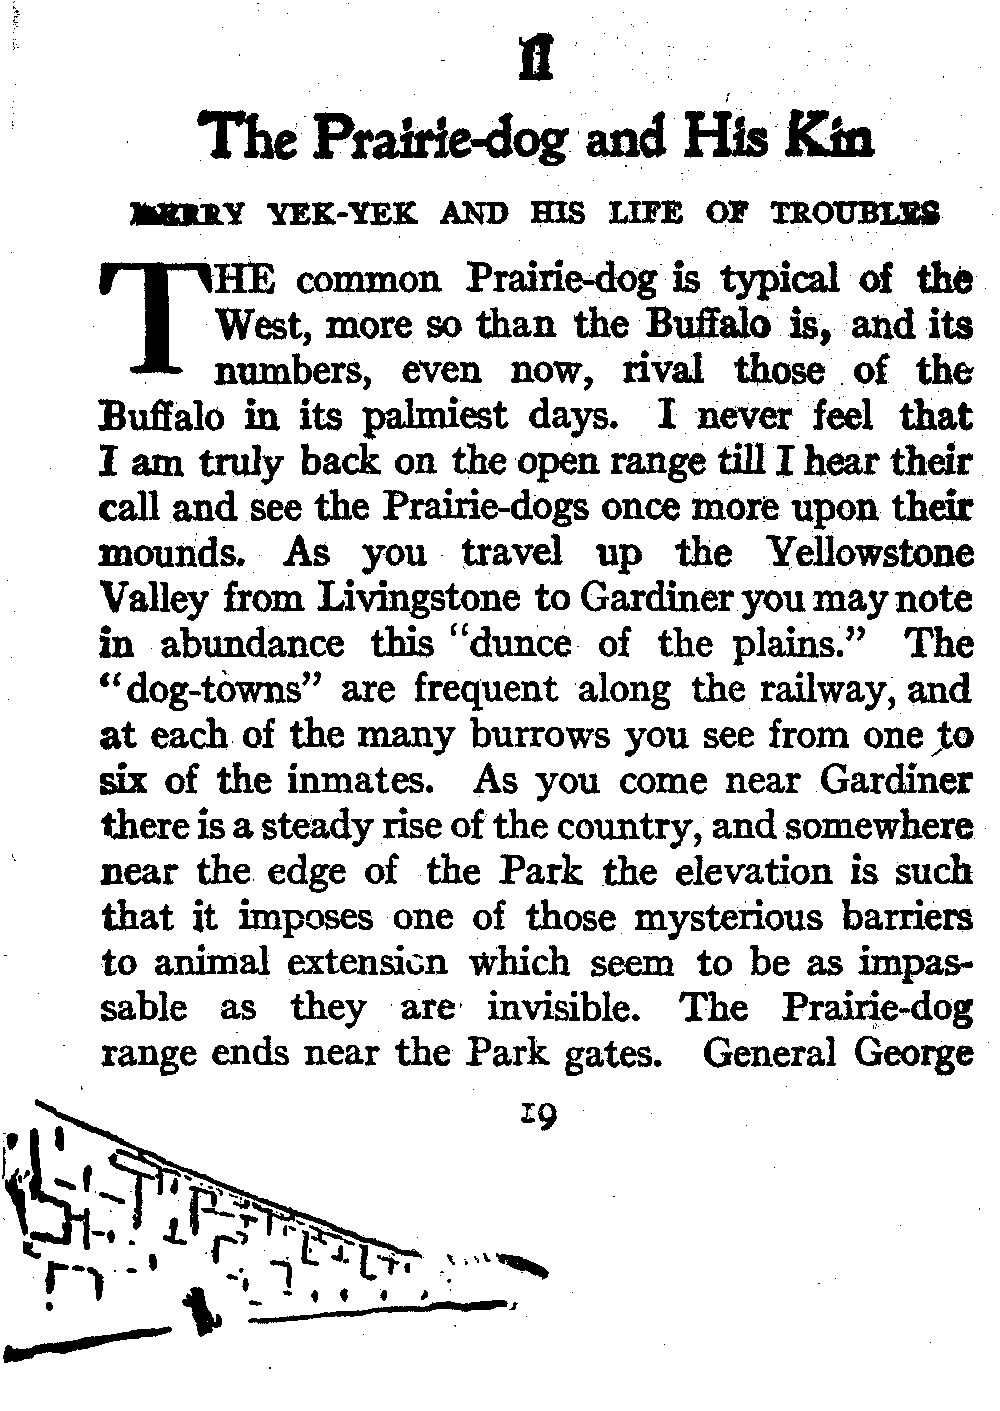 II
The Prairie-dog and His Kin
MERRY YEK-YEK AND HIS LIFE OF TROUBLES
THE common Prairie-dog is typical of the
West, more so than the Buffalo is, and its
numbers, even now, rival those of the
Buffalo in its palmiest days. I never feel that
I am truly back on the open range till I hear their
call and see the Prairie-dogs once more upon their
mounds. As you travel up the Yellowstone
Valley from Livingstone to Gardiner you may note
in abundance this “dunce of the plains.” The
“dog-towns” are frequent along the railway, and
at each of the many burrows you see from one to
six of the inmates. As you come near Gardiner
there is a steady rise of the country, and somewhere
near the edge of the Park the elevation is such
that it imposes one of those mysterious barriers
to animal extension which seem to be as impas-
sable as they are invisible. The Prairie-dog
range ends near the Park gates. General George
19